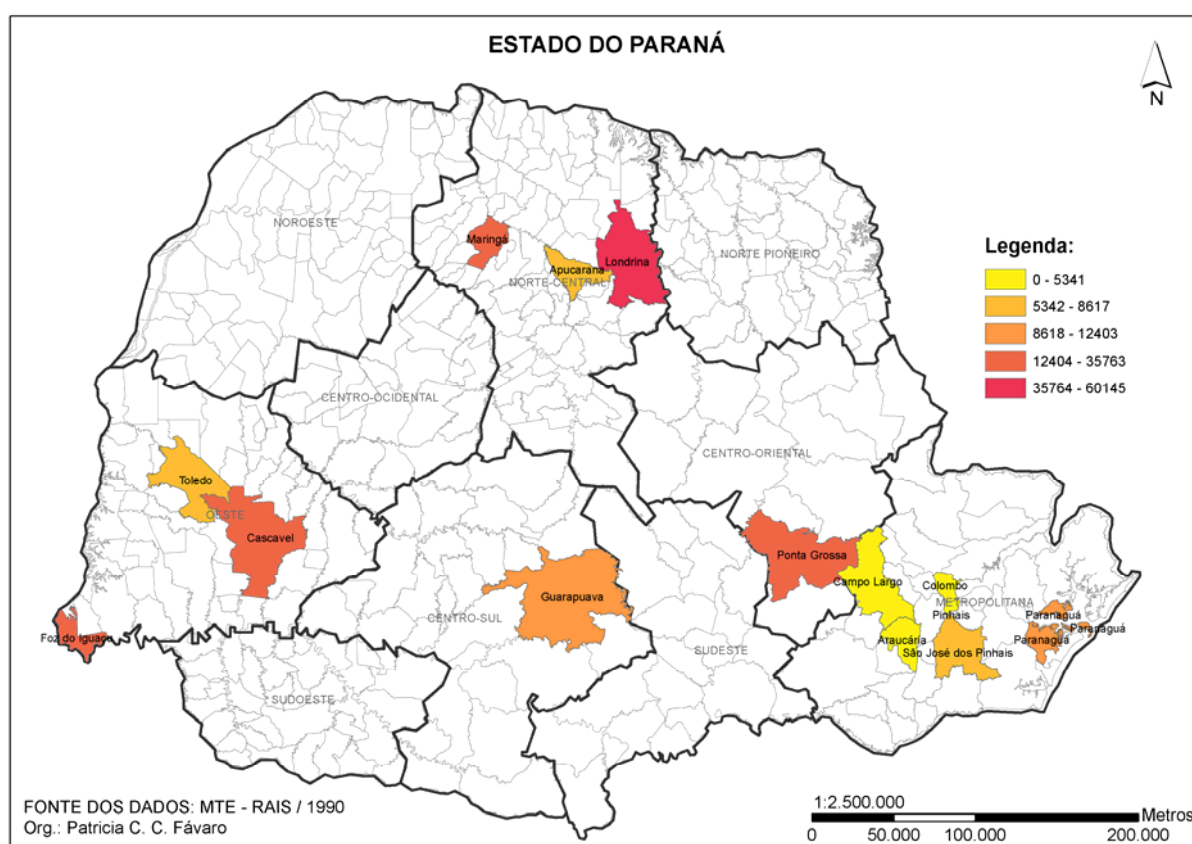 ESTADO DO PARANÁ
N
NOROESTE
Maringá
Apucarana
Londrina
NORTE-CENTRAL
NORTE PIONEIRO
Legenda:
0 - 5341
5342 - 8617
8618 - 12403
12404 - 35763
35764 - 60145
CENTRO-OCIDENTAL
CENTRO-ORIENTAL
Toledo
OESTE
Cascavel
Ponta Grossa
Campo Largo
Colombo
METROPOLITANA
Pinhais
Guarapuava
CENTRO-SUL
Paranaguá
Paranaguá
Paranaguá
Foz do Iguaçu
Araucária
São José dos Pinhais
SUDESTE
SUDOESTE
FONTE DOS DADOS: MTE - RAIS / 1990
Org.: Patricia C. C. Fávaro
1:2.500.000
Metros
0 50.000 100.000 200.000